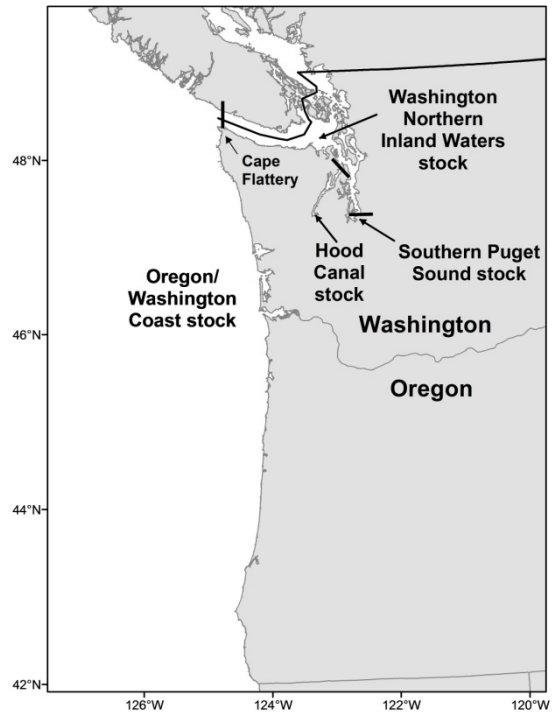 Washington
Northern
Inland Waters
stock
48°N
Cape
Flattery
Hood
Canal
stock
Southern Puget
Sound stock
Oregon/
Washington
Coast stock
Washington
46°N
Oregon
44°N
42°N
126°W
124°W
122°W
120°W